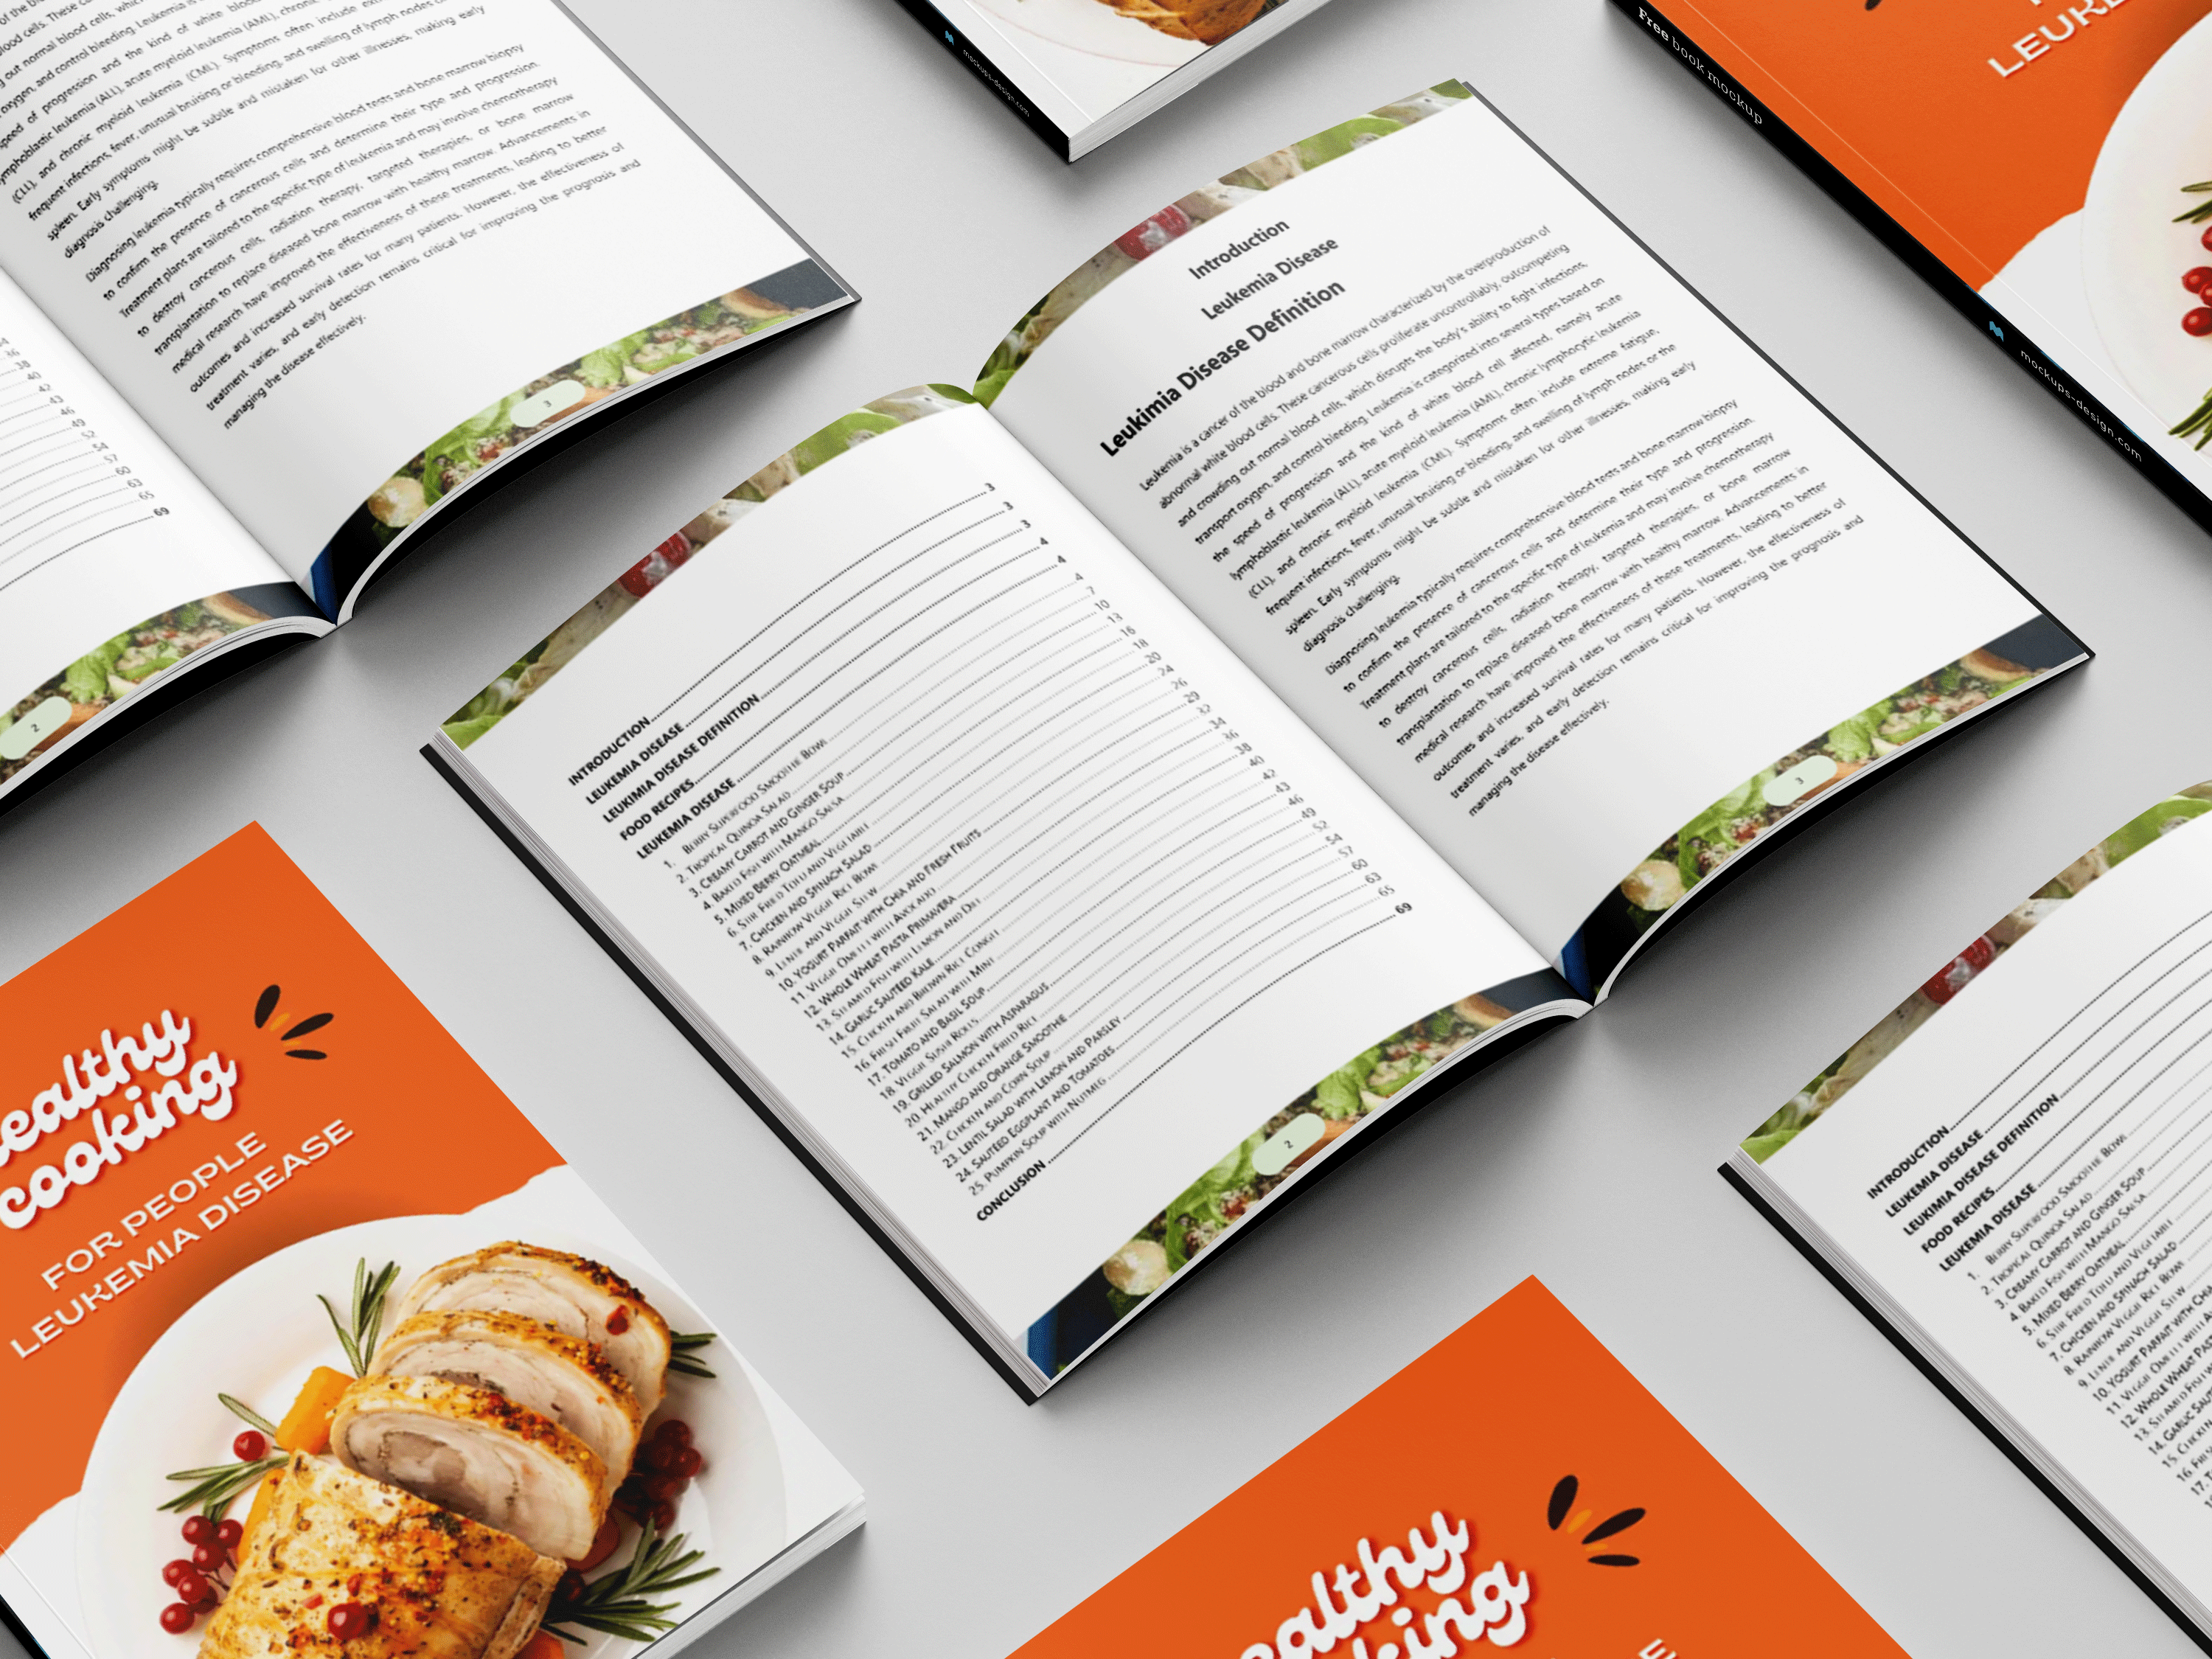 INTRODUCTION 3
LEUKEMIA DISEASE 3
LEUKIMIA DISEASE DEFINITION 3
FOOD RECIPES 4
LEUKEMIA DISEASE 4
1. BERRY SUPERFOOD SMOOTHIE BOWL 4
2. TROPICAL QUINOA SALAD 7
3. CREAMY CARROT AND GINGER SOUP 10
4 BAKED FISH WITH MANGO SALSA 13
5. MIXED BERRY OATMEAL 16
6. STIR FRIED TOFU AND VEGETABLE 18
7. CHICKEN AND SPINACH SALAD 20
8. RAINBOW VEGGIE RICE BOWL 24
9. LENTIL AND VEGGIE STEW 26
10. YOGURT PARFAIT WITH CHIA AND FRESH FRUITS 29
11. VEGGIE OMELET WITH AVOCADO 32
12. WHOLE WHEAT PASTA PRIMAVERA 34
13. STEAMED FISH WITH LEMON AND DILL 36
14. GARLIC SAUTEED KALE 38
15. CHICKEN AND BROWN RICE CONGEE 40
16. FRESH FRUIT SALAD WITH MINT 42
17. TOMATO AND BASIL SOUP 43
18. VEGGIE SUSHI ROLLS 46
19. GRILLED SALMON WITH ASPARAGUS 49
20. HEALTHY CHICKEN FRIED RICE 52
21. MANGO AND ORANGE SMOOTHIE 54
22. CHICKEN AND CORN SOUP 57
23. LENTIL SALAD WITH LEMON AND PARSLEY 60
24. SAUTEED EGGPLANT AND TOMATOES 63
25. PUMPKIN SOUP WITH NUTMEG 65
CONCLUSION 69
2
Introduction
Leukemia Disease
Leukimia Disease Definition
Leukemia is a cancer of the blood and bone marrow characterized by the overproduction of
abnormal white blood cells. These cancerous cells proliferate uncontrollably, outcompeting
and crowding out normal blood cells, which disrupts the body's ability to fight infections,
transport oxygen, and control bleeding. Leukemia is categorized into several types based on
the speed of progression and the kind of white blood cell affected, namely acute
lymphoblastic leukemia (ALL), acute myeloid leukemia (AML), chronic lymphocytic leukemia
(CLL), and chronic myeloid leukemia (CML). Symptoms often include extreme fatigue,
frequent infections, fever, unusual bruising or bleeding, and swelling of lymph nodes or the
spleen. Early symptoms might be subtle and mistaken for other illnesses, making early
diagnosis challenging.
Diagnosing leukemia typically requires comprehensive blood tests and bone marrow biopsy
to confirm the presence of cancerous cells and determine their type and progression.
Treatment plans are tailored to the specific type of leukemia and may involve chemotherapy
to destroy cancerous cells, radiation therapy, targeted therapies, or bone marrow
transplantation to replace diseased bone marrow with healthy marrow. Advancements in
medical research have improved the effectiveness of these treatments, leading to better
outcomes and increased survival rates for many patients. However, the effectiveness of
treatment varies, and early detection remains critical for improving the prognosis and
managing the disease effectively.
3
ealthy
cooking
FOR PEOPLE
LEUKEMIA DISEASE
mockups-design.com
Free book mockup
mockups-design.com